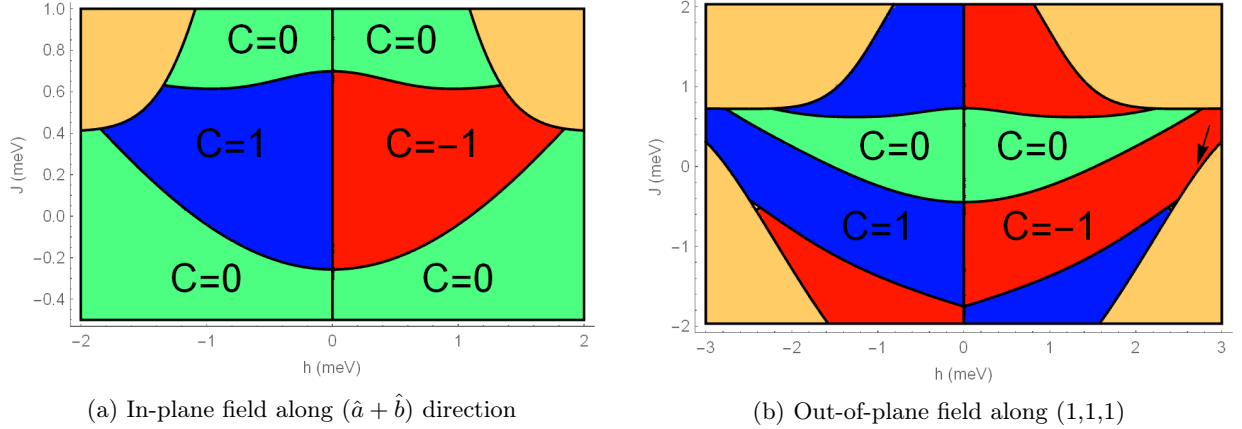 1.0
0.8
0.6
0.4
0.2
0.0
−0.2
−0.4
J (meV)
C=0
C=0
C=1
C=−1
C=0
C=0
−2
−1
0
1
2
h (meV)
(a) In-plane field along (â + b̂) direction
2
1
0
−1
−2
J (meV)
C=0
C=0
C=1
C=−1
−3
−2
−1
0
1
2
3
h (meV)
(b) Out-of-plane field along (1,1,1)